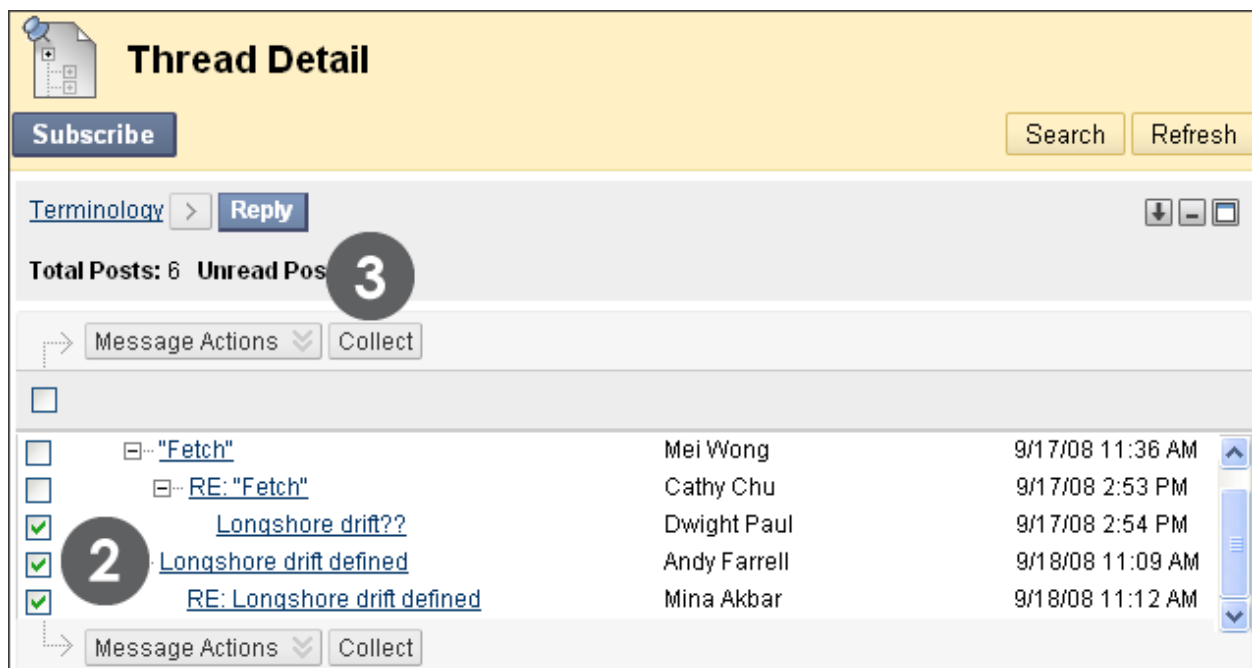 Thread Detail
Subscribe Search Refresh
Terminology > Reply
Total Posts: 6 Unread Pos
3
Message Actions Collect
"Fetch" Mei Wong 9/17/08 11:36 AM
RE: "Fetch" Cathy Chu 9/17/08 2:53 PM
Longshore drift?? Dwight Paul 9/17/08 2:54 PM
2
Longshore drift defined Andy Farrell 9/18/08 11:09 AM
RE: Longshore drift defined Mina Akbar 9/18/08 11:12 AM
Message Actions Collect